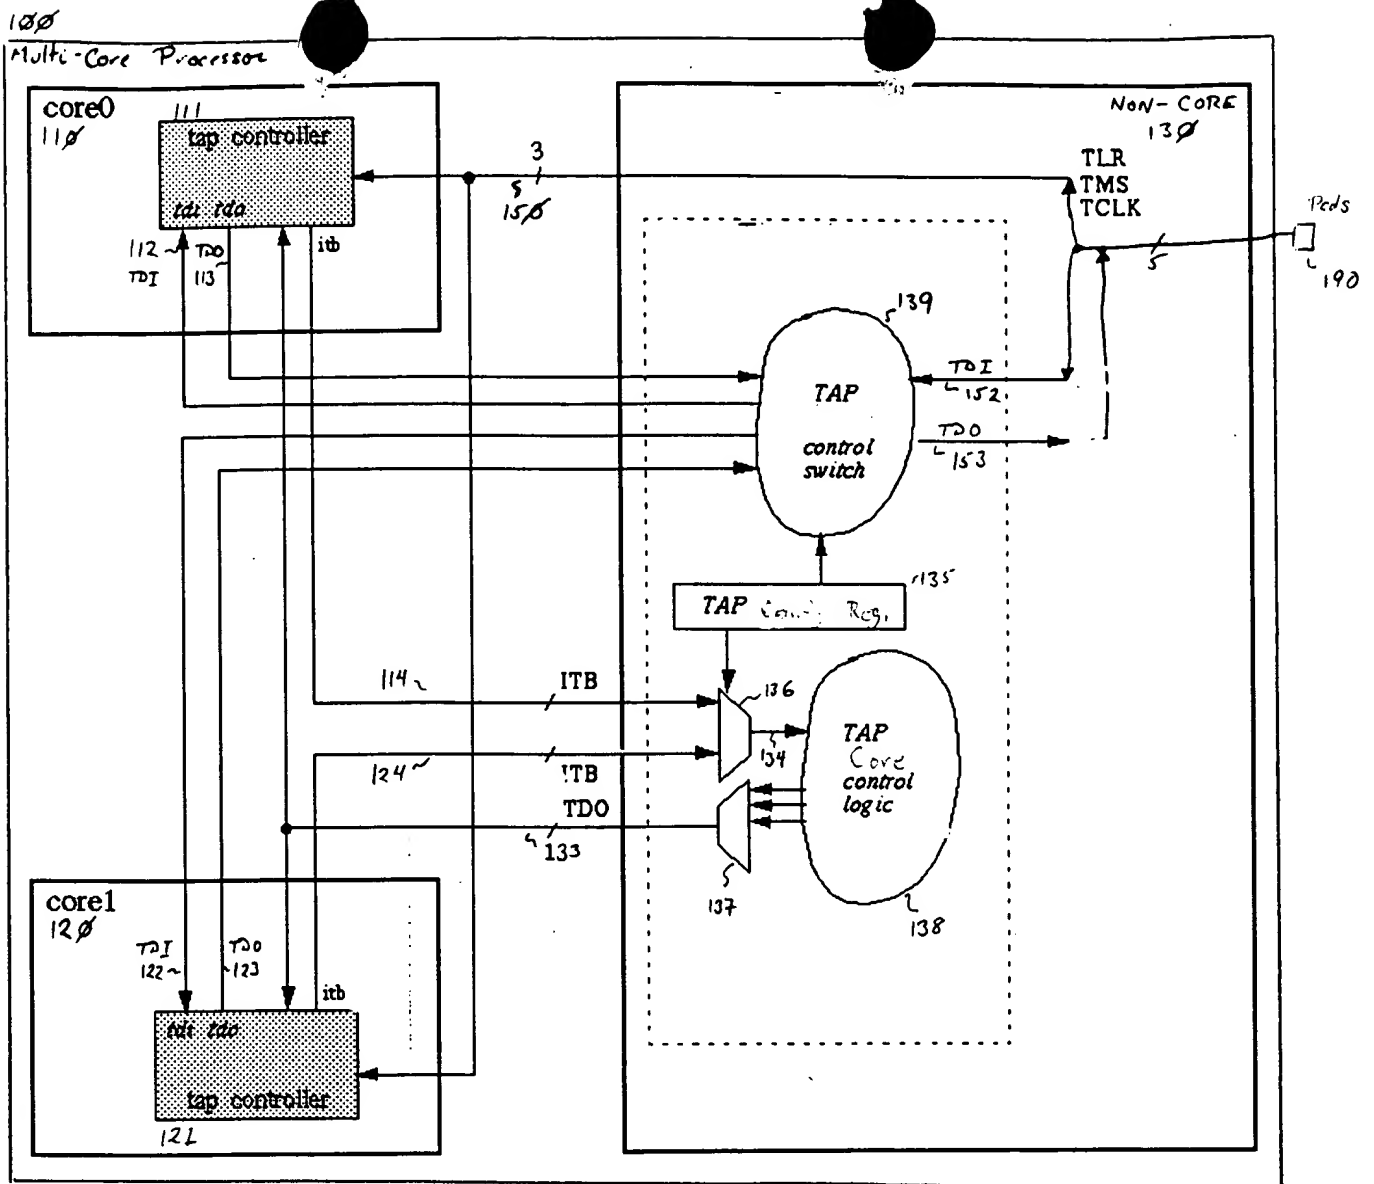 100
Multi-Core Processor
core0
110
111
tap controller
tdi tdo
itb
112
TDI
TDO
113
3
150
NON-CORE
130
TLR
TMS
TCLK
5
Pads
190
139
TAP
control
switch
TDI
152
TDO
153
135
TAP Config Reg.
114
ITB
136
134
124
ITB
TDO
133
TAP
Core
control
logic
137
138
core1
120
TDI
122
TDO
123
itb
tdi tdo
tap controller
121